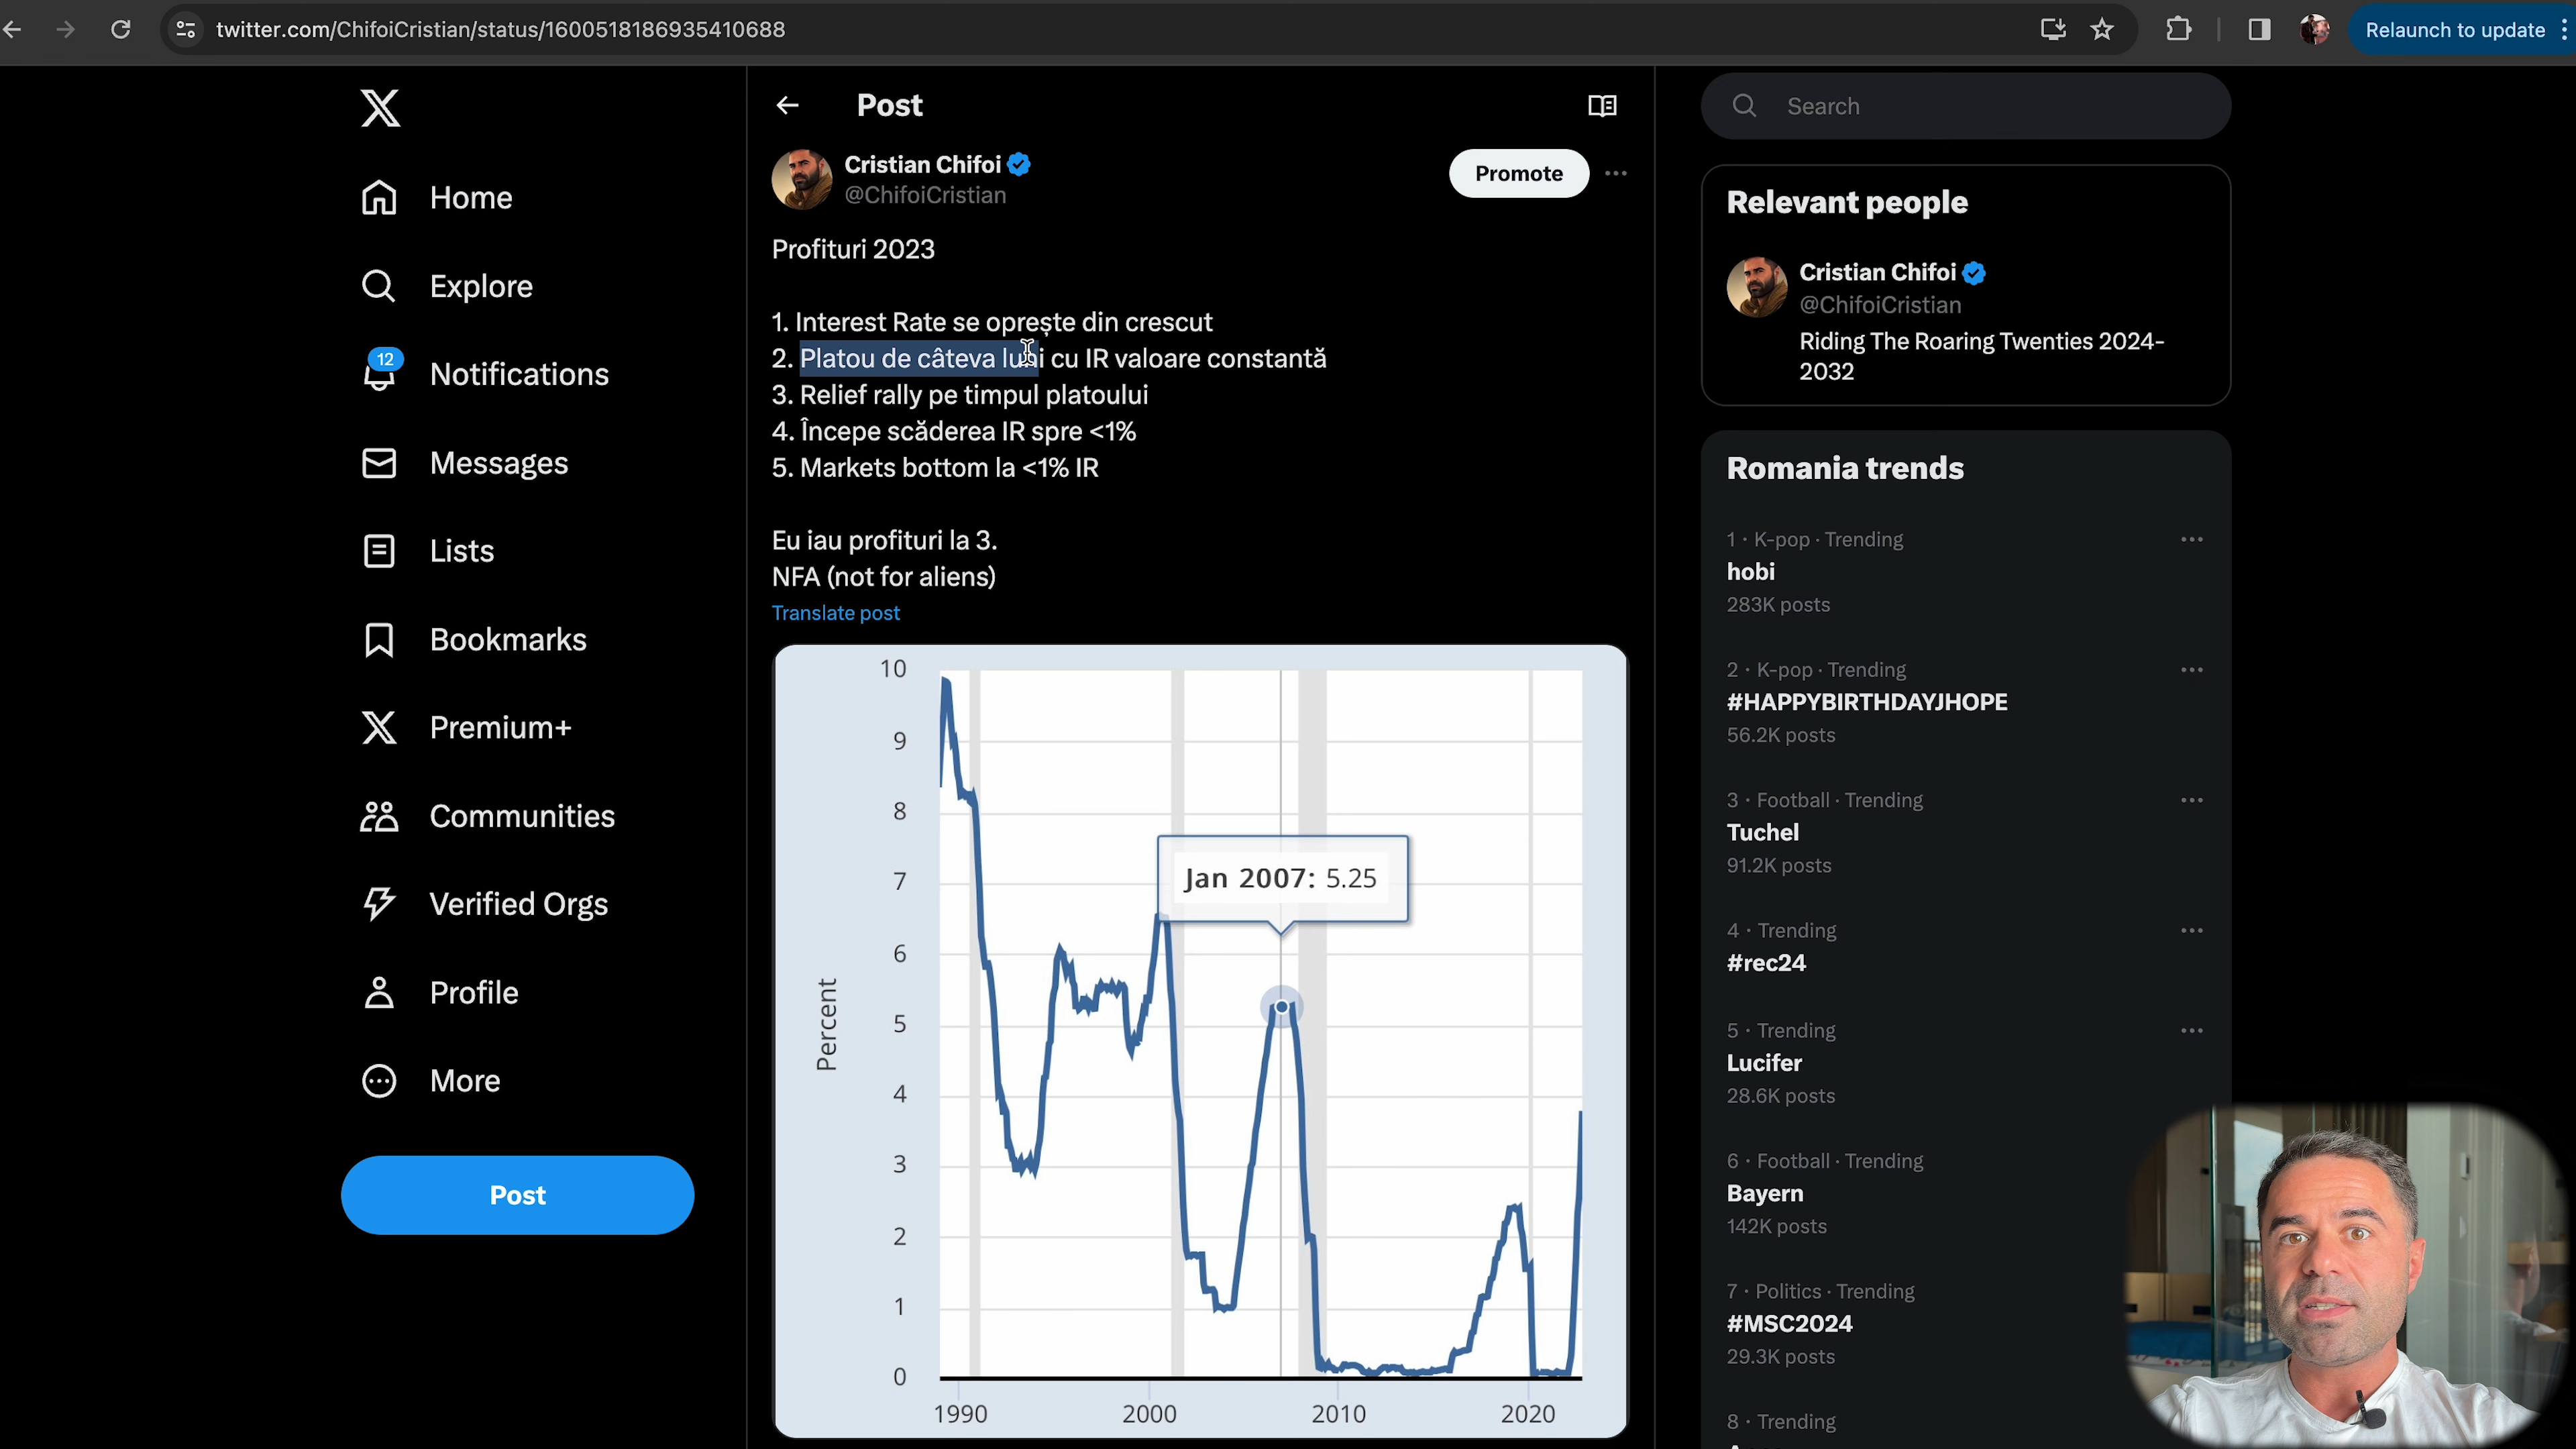 twitter.com/ChifoiCristian/status/1600518186935410688
Relaunch to update
Home
Explore
12
Notifications
Messages
Lists
Bookmarks
Premium+
Communities
Verified Orgs
Profile
More
Post
Post
Cristian Chifoi
@ChifoiCristian
Promote
Profituri 2023
1. Interest Rate se oprește din crescut
2. Platou de câteva luni cu IR valoare constantă
3. Relief rally pe timpul platoului
4. Începe scăderea IR spre <1%
5. Markets bottom la <1% IR
Eu iau profituri la 3.
NFA (not for aliens)
Translate post
10
9
8
7
6
5
4
3
2
1
0
Percent
Jan 2007: 5.25
1990
2000
2010
2020
Search
Relevant people
Cristian Chifoi
@ChifoiCristian
Riding The Roaring Twenties 2024-
2032
Romania trends
1 · K-pop · Trending
hobi
283K posts
2 · K-pop · Trending
#HAPPYBIRTHDAYJHOPE
56.2K posts
3 · Football · Trending
Tuchel
91.2K posts
4 · Trending
#rec24
5 · Trending
Lucifer
28.6K posts
6 · Football · Trending
Bayern
142K posts
7 · Politics · Trending
#MSC2024
29.3K posts
8 · Trending